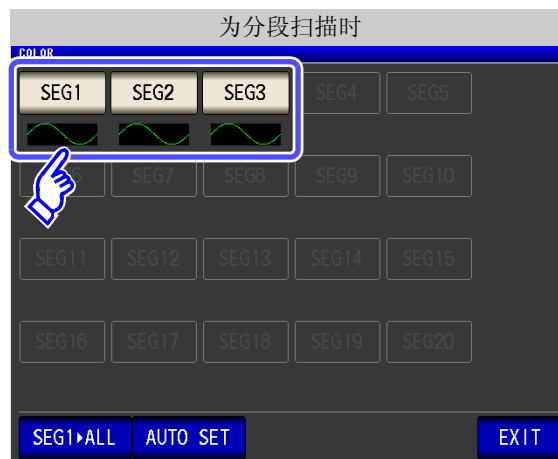 为分段扫描时
COLOR
SEG1 SEG2 SEG3 SEG4 SEG5
SEG7 SEG8 SEG9 SEG10
SEG11 SEG12 SEG13 SEG14 SEG15
SEG16 SEG17 SEG18 SEG19 SEG20
SEG1▸ALL AUTO SET EXIT